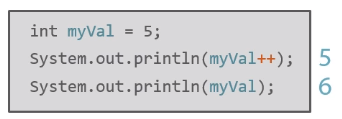 int myVal = 5;
System.out.println(myVal++); 5
System.out.println(myVal); 6